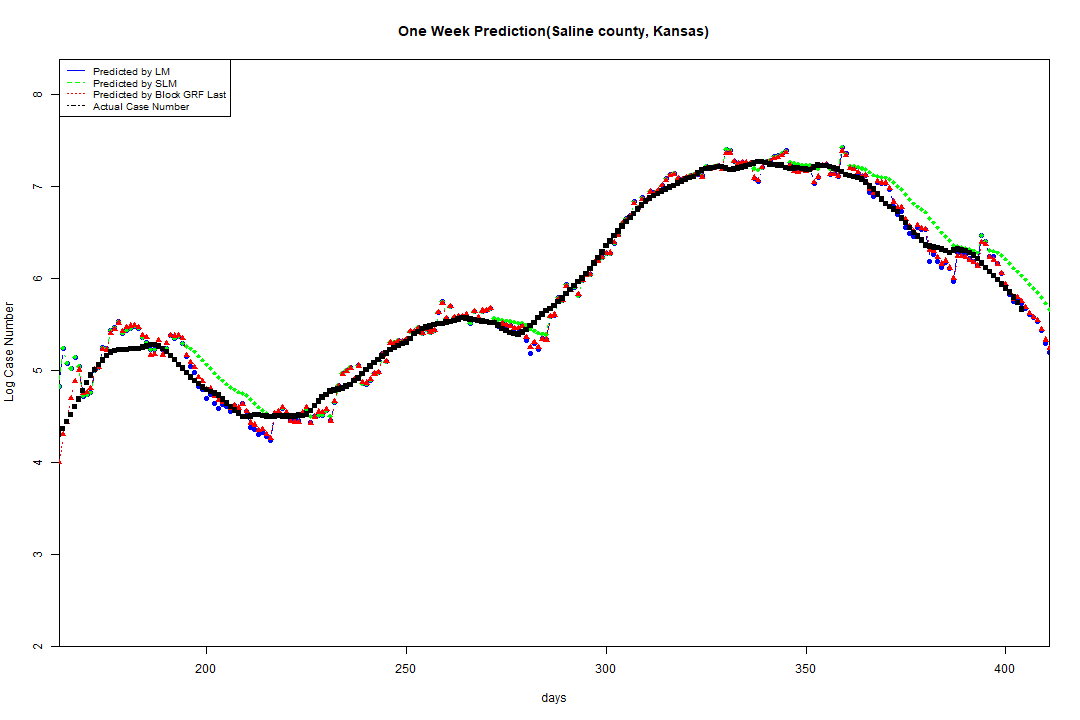 One Week Prediction(Saline county, Kansas)
Predicted by LM
Predicted by SLM
Predicted by Block GRF Last
Actual Case Number
8
7
6
5
4
3
2
Log Case Number
200 250 300 350 400
days